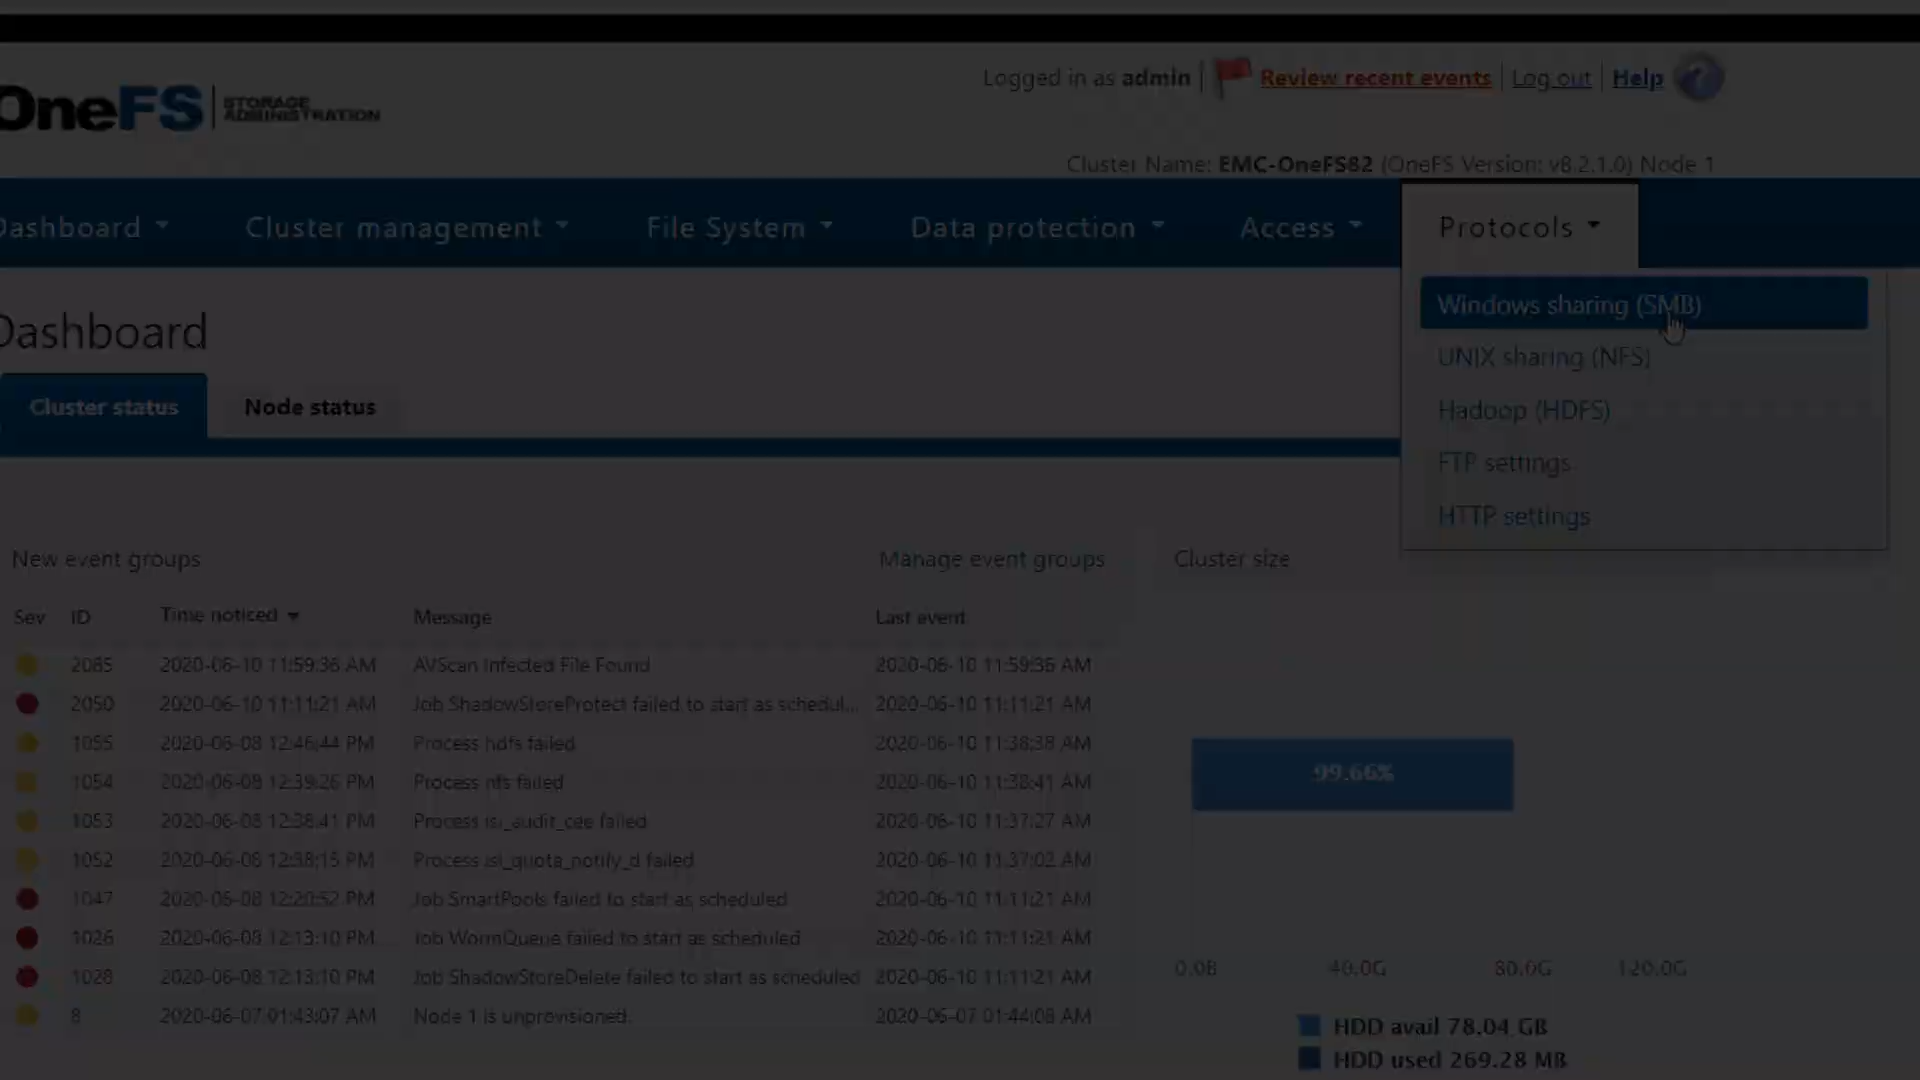 OneFS STORAGE ADMINISTRATION
Logged in as admin Review recent events Log out Help ?
Cluster Name: EMC-OneFS82 (OneFS Version: v8.2.1.0) Node 1
Dashboard Cluster management File System Data protection Access Protocols
Windows sharing (SMB)
UNIX sharing (NFS)
Hadoop (HDFS)
FTP settings
HTTP settings
Dashboard
Cluster status Node status
New event groups Manage event groups Cluster size
Sev ID Time noticed Message Last event
2085 2020-06-10 11:59:36 AM AVScan Infected File Found 2020-06-10 11:59:36 AM
2050 2020-06-10 11:11:21 AM Job ShadowStoreProtect failed to start as schedul... 2020-06-10 11:11:21 AM
1055 2020-06-08 12:46:44 PM Process hdfs failed 2020-06-10 11:38:38 AM
1054 2020-06-08 12:39:26 PM Process nfs failed 2020-06-10 11:38:41 AM
1053 2020-06-08 12:38:41 PM Process isi_audit_cee failed 2020-06-10 11:37:27 AM
1052 2020-06-08 12:38:15 PM Process isi_quota_notify_d failed 2020-06-10 11:37:02 AM
1047 2020-06-08 12:20:52 PM Job SmartPools failed to start as scheduled 2020-06-10 11:11:21 AM
1026 2020-06-08 12:13:10 PM Job WormQueue failed to start as scheduled 2020-06-10 11:11:21 AM
1028 2020-06-08 12:13:10 PM Job ShadowStoreDelete failed to start as scheduled 2020-06-10 11:11:21 AM
8 2020-06-07 01:43:07 AM Node 1 is unprovisioned. 2020-06-07 01:44:08 AM
99.66%
0.0B 40.0G 80.0G 120.0G
HDD avail 78.04 GB
HDD used 269.28 MB